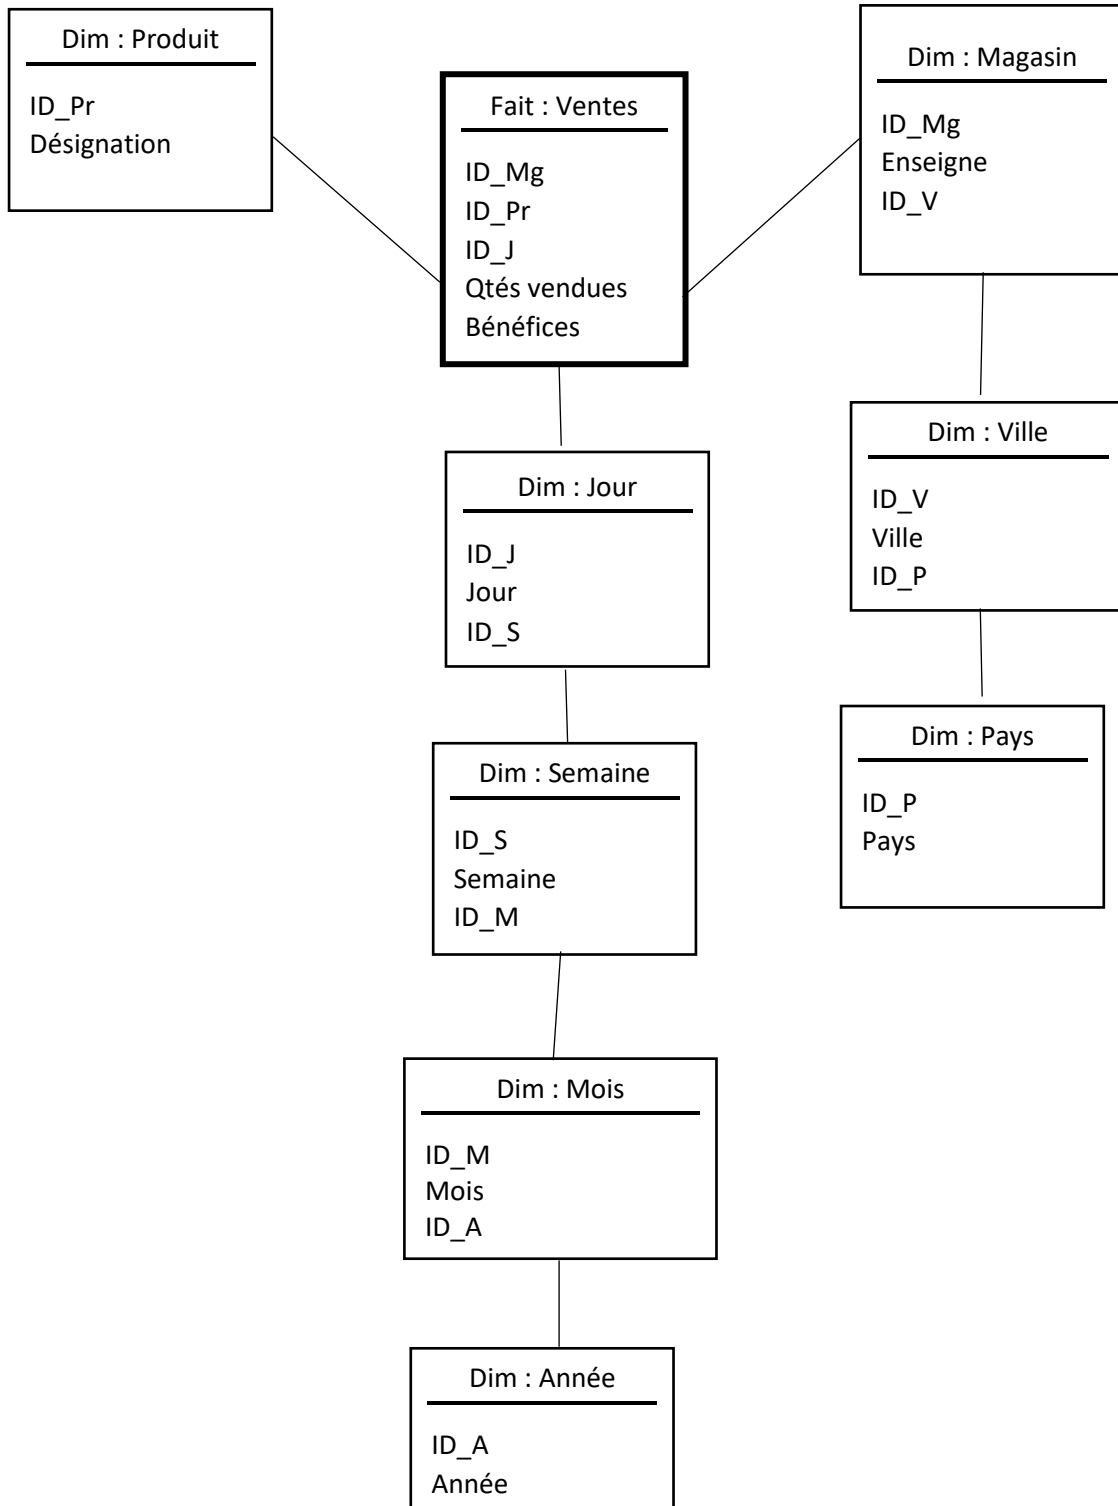 Dim : Produit
ID_Pr
Désignation
Fait : Ventes
ID_Mg
ID_Pr
ID_J
Qtés vendues
Bénéfices
Dim : Magasin
ID_Mg
Enseigne
ID_V
Dim : Jour
ID_J
Jour
ID_S
Dim : Ville
ID_V
Ville
ID_P
Dim : Semaine
ID_S
Semaine
ID_M
Dim : Pays
ID_P
Pays
Dim : Mois
ID_M
Mois
ID_A
Dim : Année
ID_A
Année